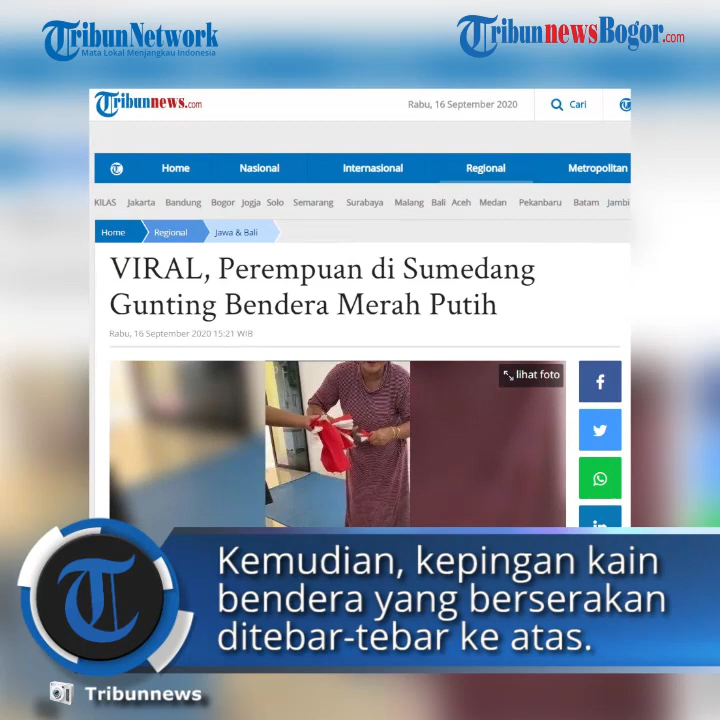 TribunNetwork
Mata Lokal Menjangkau Indonesia
TribunnewsBogor.com
Tribunnews.com
Rabu, 16 September 2020
Cari
Home Nasional Internasional Regional Metropolitan
KILAS Jakarta Bandung Bogor Jogja Solo Semarang Surabaya Malang Bali Aceh Medan Pekanbaru Batam Jambi
Home Regional Jawa & Bali
VIRAL, Perempuan di Sumedang
Gunting Bendera Merah Putih
Rabu, 16 September 2020 15:21 WIB
lihat foto
Kemudian, kepingan kain
bendera yang berserakan
ditebar-tebar ke atas.
Tribunnews